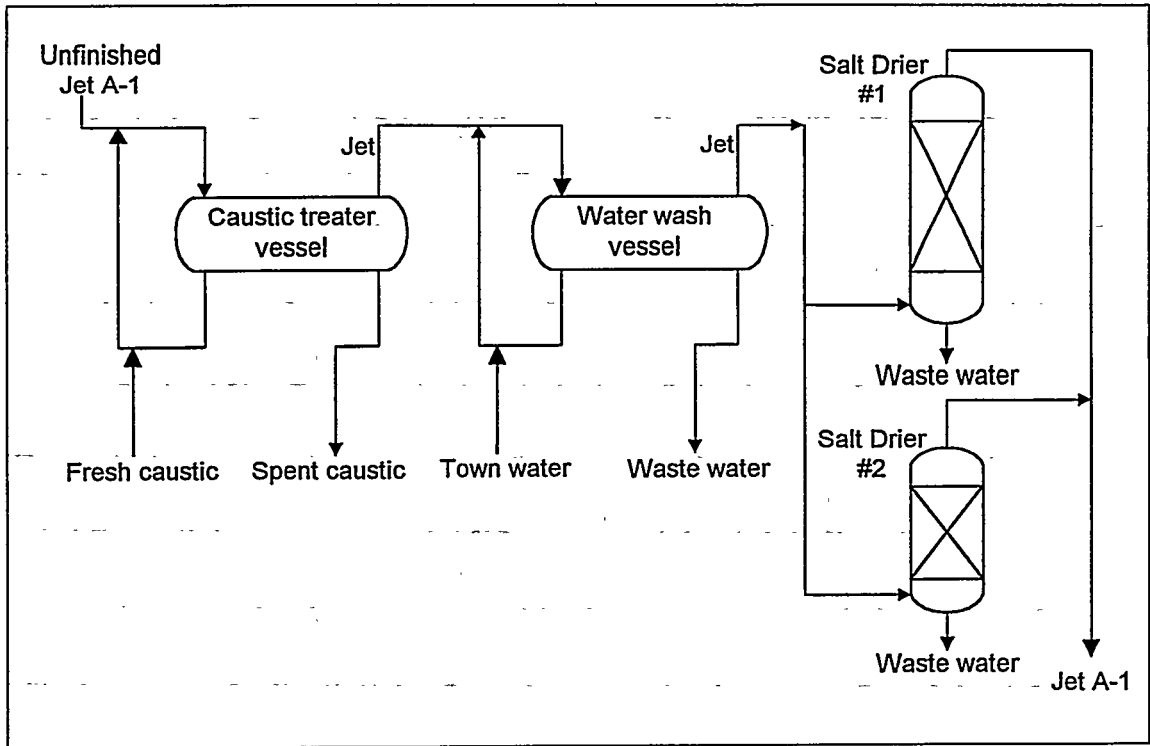 Unfinished
Jet A-1
Salt Drier
#1
Jet
Jet
Caustic treater
vessel
Water wash
vessel
Waste water
Salt Drier
#2
Fresh caustic
Spent caustic
Town water
Waste water
Waste water
Jet A-1